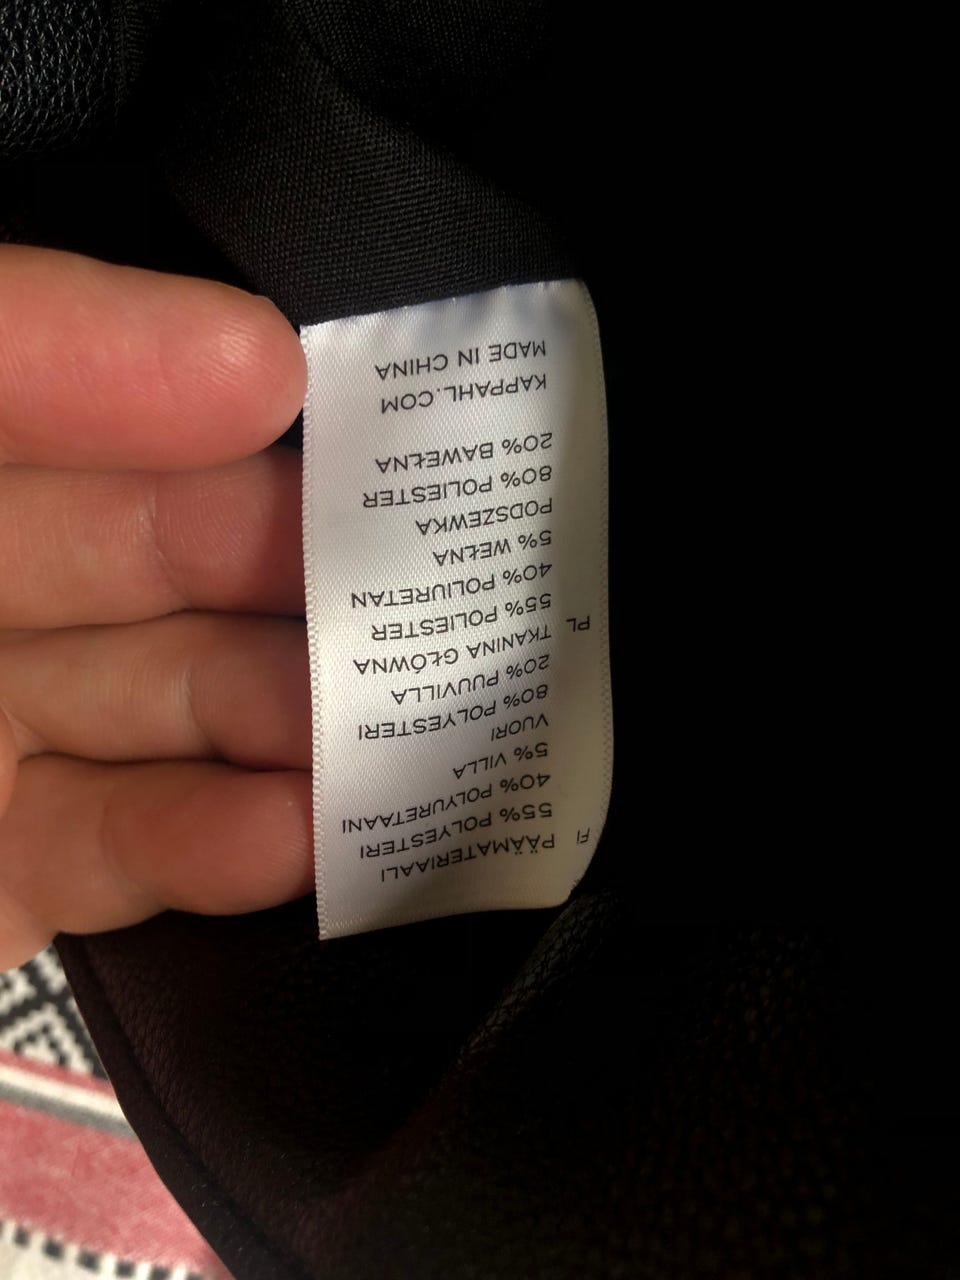 FI
PÄÄMATERIAALI
55% POLYESTERI
40% POLYURETAANI
5% VILLA
VUORI
80% POLYESTERI
20% PUUVILLA
PL
TKANINA GŁÓWNA
55% POLIESTER
40% POLIURETAN
5% WEŁNA
PODSZEWKA
80% POLIESTER
20% BAWEŁNA
KAPPAHL.COM
MADE IN CHINA